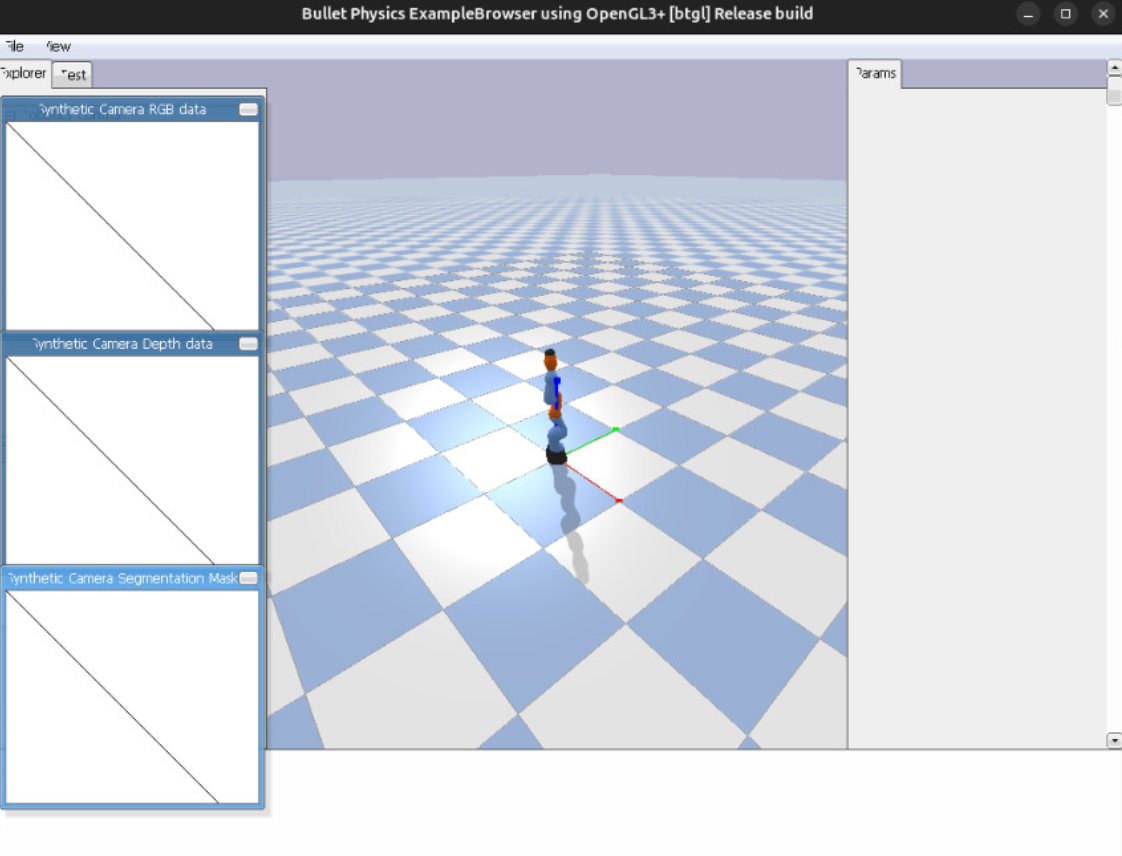 Bullet Physics ExampleBrowser using OpenGL3+ [btgl] Release build
File View
Explorer Test
Params
Synthetic Camera RGB data
Synthetic Camera Depth data
Synthetic Camera Segmentation Mask